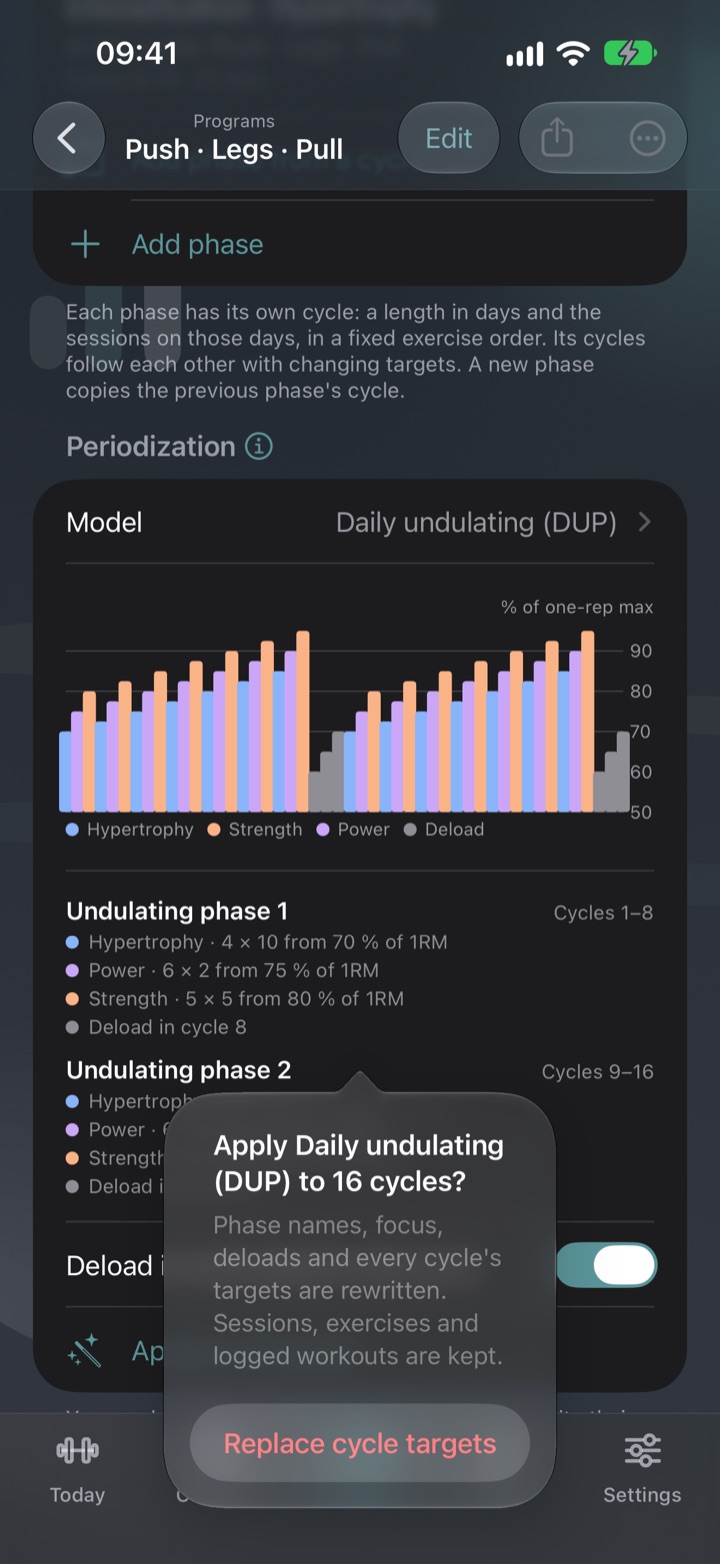 09:41
Programs
Push · Legs · Pull
Edit
Add phase
Each phase has its own cycle: a length in days and the
sessions on those days, in a fixed exercise order. Its cycles
follow each other with changing targets. A new phase
copies the previous phase's cycle.
Periodization
Model
Daily undulating (DUP)
% of one-rep max
90
80
70
60
50
Hypertrophy
Strength
Power
Deload
Undulating phase 1
Cycles 1–8
Hypertrophy · 4 × 10 from 70 % of 1RM
Power · 6 × 2 from 75 % of 1RM
Strength · 5 × 5 from 80 % of 1RM
Deload in cycle 8
Undulating phase 2
Cycles 9–16
Power ·
Strength
Deload
Apply Daily undulating
(DUP) to 16 cycles?
Phase names, focus,
deloads and every cycle's
targets are rewritten.
Sessions, exercises and
logged workouts are kept.
Deload
Replace cycle targets
Today
Settings